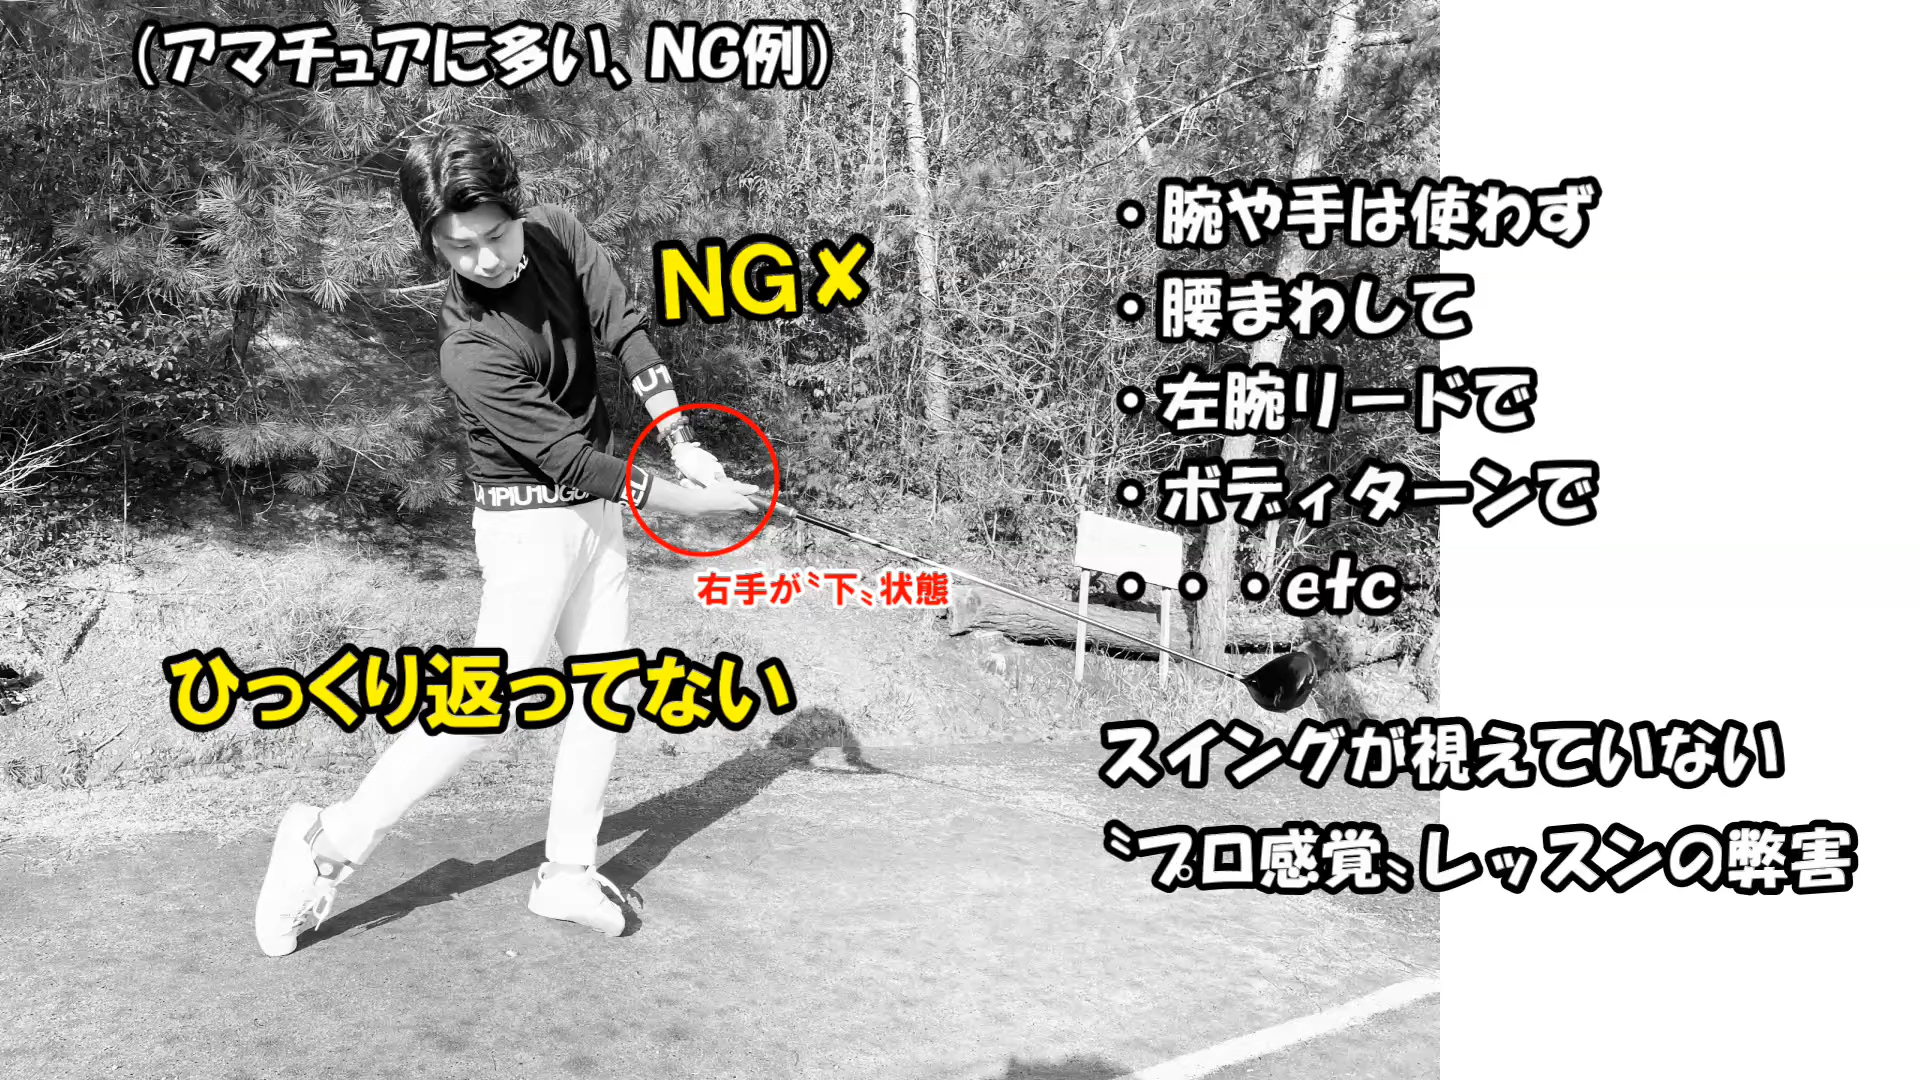 （アマチュアに多い、NG例）
NG✘
・腕や手は使わず
・腰まわして
・左腕リードで
・ボディターンで
・・・etc
右手が〝下〟状態
ひっくり返ってない
スイングが視えていない
〝プロ感覚〟レッスンの弊害